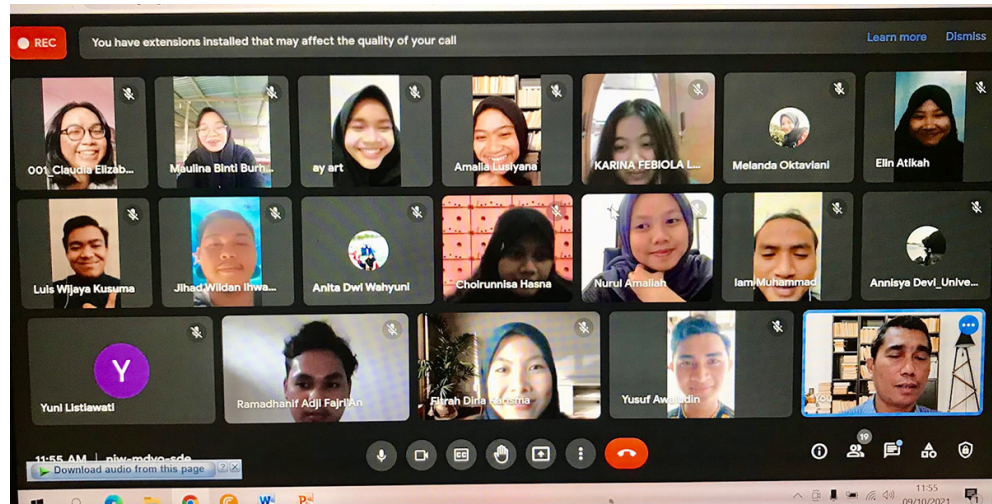 REC
You have extensions installed that may affect the quality of your call
Learn more
Dismiss
001_Claudia Elizab...
Maulina Binti Burh...
ay art
Amalia Lusiyana
KARINA FEBIOLA L...
Melanda Oktaviani
Elin Atikah
Luis Wijaya Kusuma
Jihad Wildan Ihwa...
Anita Dwi Wahyuni
Choirunnisa Hasna
Nurul Amaliah
Iam Muhammad
Annisya Devi_Unive...
Y
Yuni Listiawati
Ramadhanif Adji Fajri'An
Fitrah Dina Karisma
Yusuf Awaludin
You
11:55 AM
Download audio from this page
? X
CC
19
11:55
09/10/2021